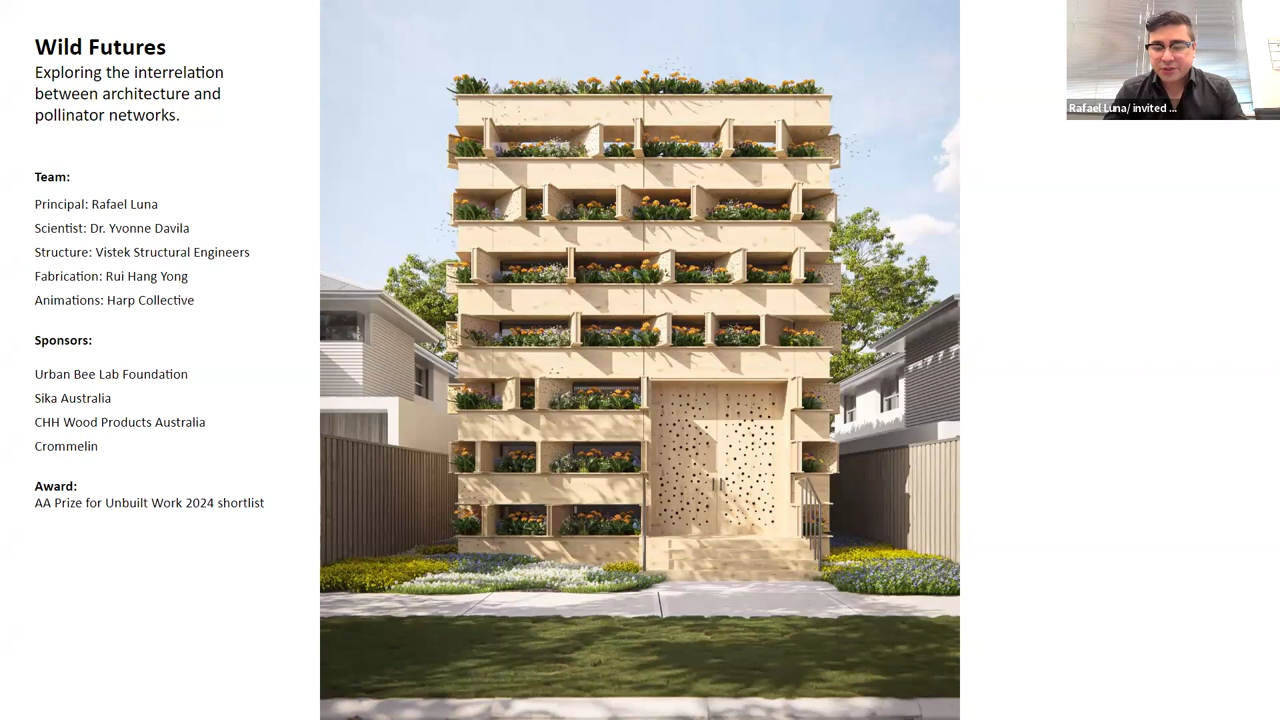 Wild Futures
Exploring the interrelation
between architecture and
pollinator networks.
Team:
Principal: Rafael Luna
Scientist: Dr. Yvonne Davila
Structure: Vistek Structural Engineers
Fabrication: Rui Hang Yong
Animations: Harp Collective
Sponsors:
Urban Bee Lab Foundation
Sika Australia
CHH Wood Products Australia
Crommelin
Award:
AA Prize for Unbuilt Work 2024 shortlist
Rafael Luna/ invited ...